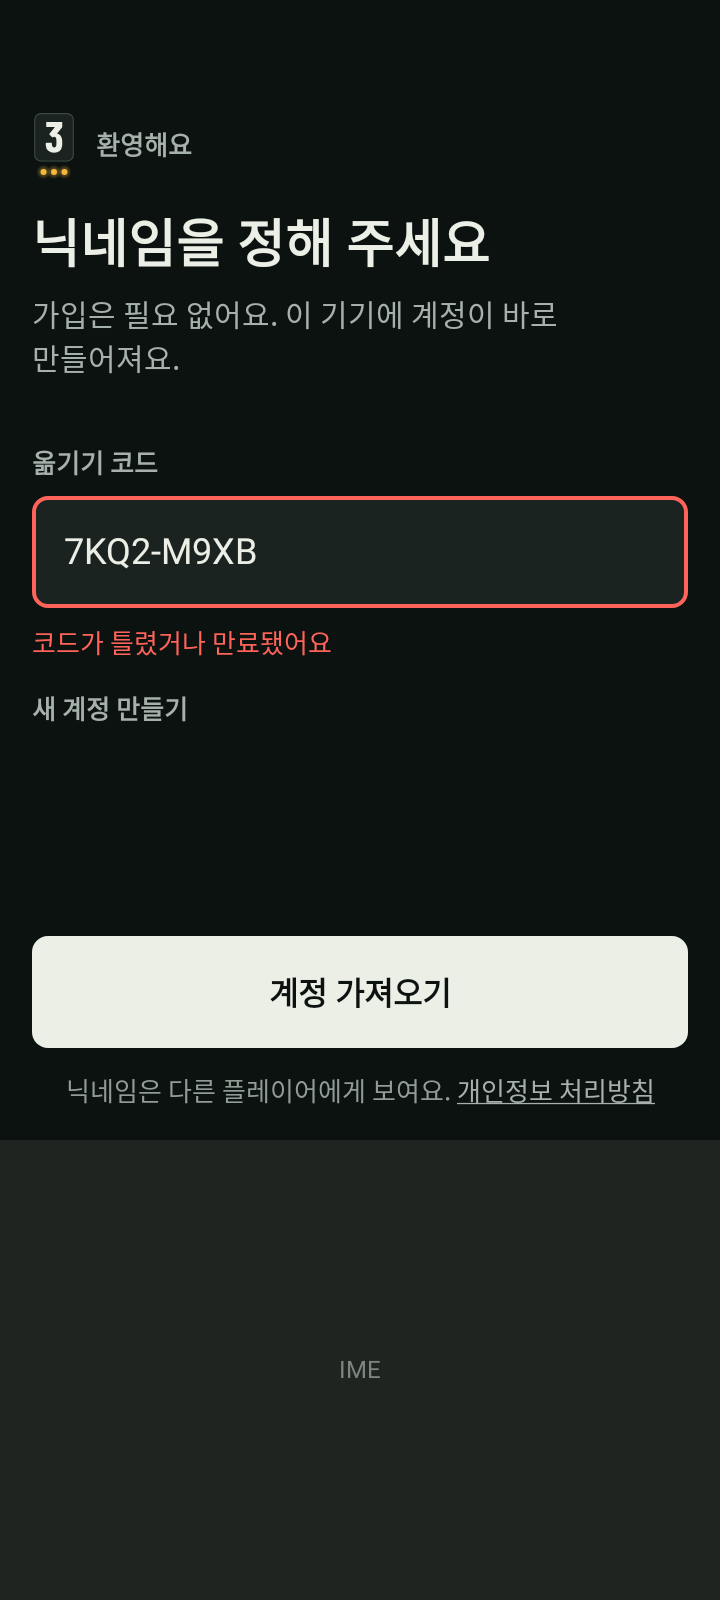 3
환영해요
닉네임을 정해 주세요
가입은 필요 없어요. 이 기기에 계정이 바로
만들어져요.
옮기기 코드
7KQ2-M9XB
코드가 틀렸거나 만료됐어요
새 계정 만들기
계정 가져오기
닉네임은 다른 플레이어에게 보여요. 개인정보 처리방침
IME